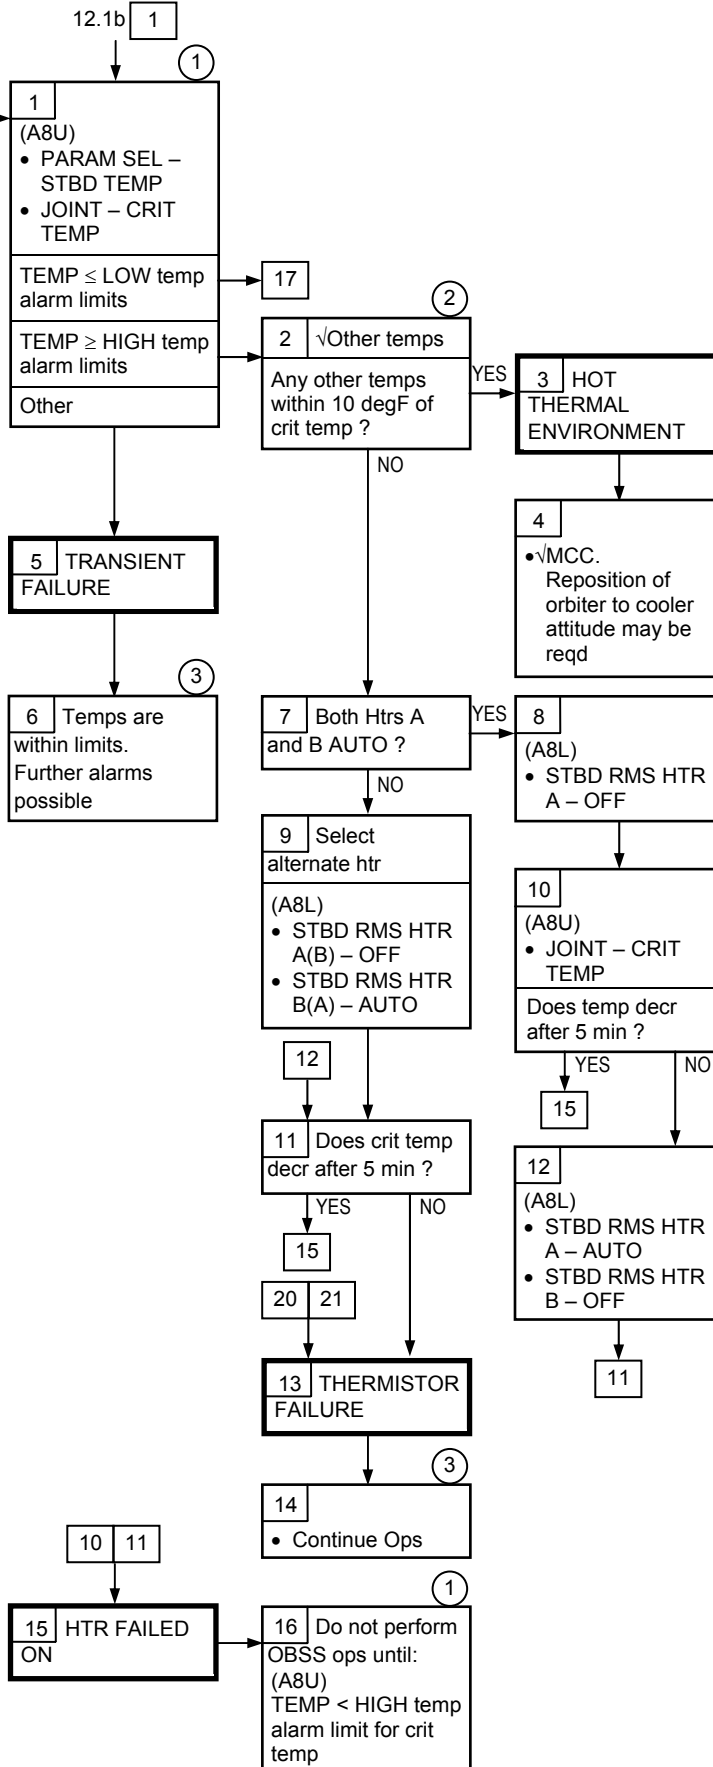 12.1b 1
1
1
(A8U)
• PARAM SEL –
STBD TEMP
• JOINT – CRIT
TEMP
TEMP ≤ LOW temp
alarm limits
17
TEMP ≥ HIGH temp
alarm limits
Other
2
2 √Other temps
Any other temps
within 10 degF of
crit temp ?
YES
NO
3 HOT
THERMAL
ENVIRONMENT
4
•√MCC.
Reposition of
orbiter to cooler
attitude may be
reqd
5 TRANSIENT
FAILURE
3
6 Temps are
within limits.
Further alarms
possible
7 Both Htrs A
and B AUTO ?
YES
NO
8
(A8L)
• STBD RMS HTR
A – OFF
9 Select
alternate htr
(A8L)
• STBD RMS HTR
A(B) – OFF
• STBD RMS HTR
B(A) – AUTO
10
(A8U)
• JOINT – CRIT
TEMP
Does temp decr
after 5 min ?
YES NO
15
12
11 Does crit temp
decr after 5 min ?
YES NO
15
12
(A8L)
• STBD RMS HTR
A – AUTO
• STBD RMS HTR
B – OFF
11
20 21
13 THERMISTOR
FAILURE
3
14
• Continue Ops
10 11
15 HTR FAILED
ON
1
16 Do not perform
OBSS ops until:
(A8U)
TEMP < HIGH temp
alarm limit for crit
temp